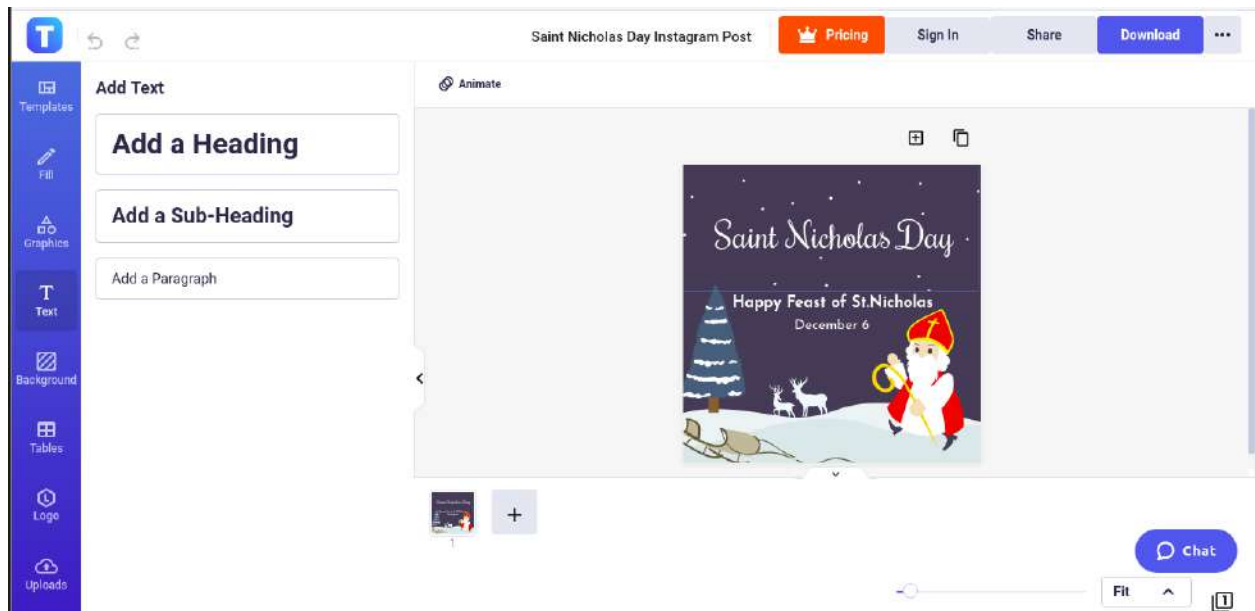 T
Saint Nicholas Day Instagram Post
Pricing
Sign In
Share
Download
Templates
Fill
Graphics
T
Text
Background
Tables
Logo
Uploads
Add Text
Add a Heading
Add a Sub-Heading
Add a Paragraph
Animate
Saint Nicholas Day
Happy Feast of St.Nicholas
December 6
1
Chat
Fit
1